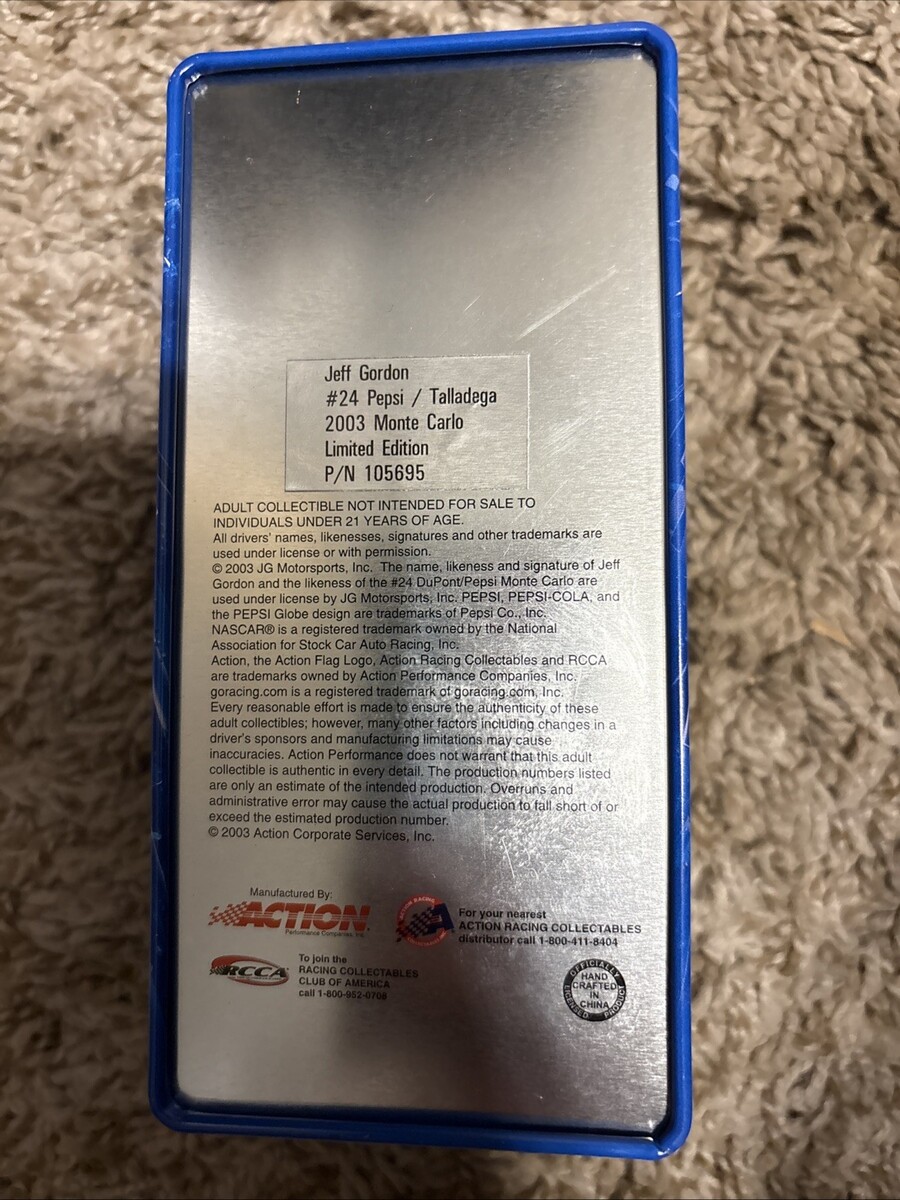 Jeff Gordon
#24 Pepsi / Talladega
2003 Monte Carlo
Limited Edition
P/N 105695
ADULT COLLECTIBLE NOT INTENDED FOR SALE TO
INDIVIDUALS UNDER 21 YEARS OF AGE.
All drivers' names, likenesses, signatures and other trademarks are
used under license or with permission.
© 2003 JG Motorsports, Inc. The name, likeness and signature of Jeff
Gordon and the likeness of the #24 DuPont/Pepsi Monte Carlo are
used under license by JG Motorsports, Inc. PEPSI, PEPSI-COLA, and
the PEPSI Globe design are trademarks of Pepsi Co., Inc.
NASCAR® is a registered trademark owned by the National
Association for Stock Car Auto Racing, Inc.
Action, the Action Flag Logo, Action Racing Collectables and RCCA
are trademarks owned by Action Performance Companies, Inc.
goracing.com is a registered trademark of goracing.com, Inc.
Every reasonable effort is made to ensure the authenticity of these
adult collectibles; however, many other factors including changes in a
driver's sponsors and manufacturing limitations may cause
inaccuracies. Action Performance does not warrant that this adult
collectible is authentic in every detail. The production numbers listed
are only an estimate of the intended production. Overruns and
administrative error may cause the actual production to fall short of or
exceed the estimated production number.
© 2003 Action Corporate Services, Inc.
Manufactured By:
ACTION
Performance Companies, Inc.
For your nearest
ACTION RACING COLLECTABLES
distributor call 1-800-411-8404
RCCA
To join the
RACING COLLECTABLES
CLUB OF AMERICA
call 1-800-952-0708
OFFICIALLY
LICENSED PRODUCT
HAND
CRAFTED
IN
CHINA